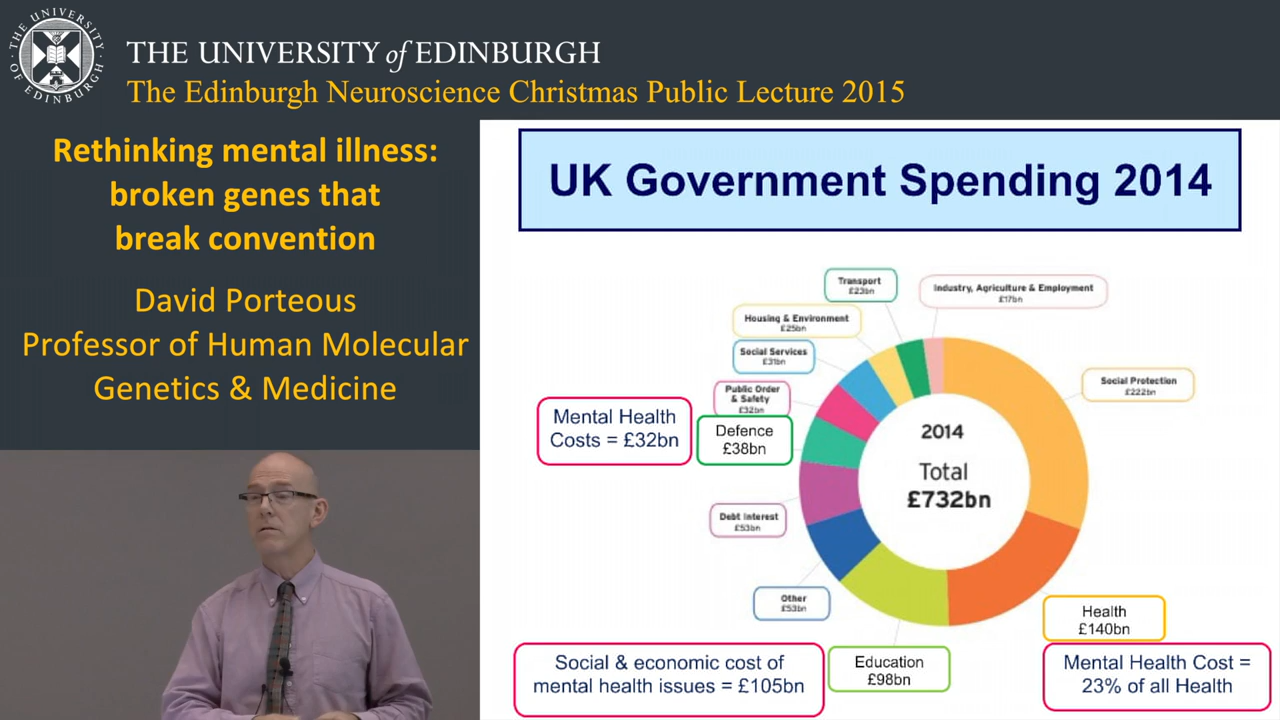 THE UNIVERSITY of EDINBURGH
The Edinburgh Neuroscience Christmas Public Lecture 2015
THE UNIVERSITY OF EDINBURGH
Rethinking mental illness:
broken genes that
break convention
David Porteous
Professor of Human Molecular
Genetics & Medicine
UK Government Spending 2014
Transport
£23bn
Industry, Agriculture & Employment
£17bn
Housing & Environment
£25bn
Social Services
£31bn
Social Protection
£222bn
Public Order
& Safety
£32bn
Mental Health
Costs = £32bn
Defence
£38bn
2014
Total
£732bn
Debt Interest
£53bn
Other
£53bn
Health
£140bn
Education
£98bn
Social & economic cost of
mental health issues = £105bn
Mental Health Cost =
23% of all Health